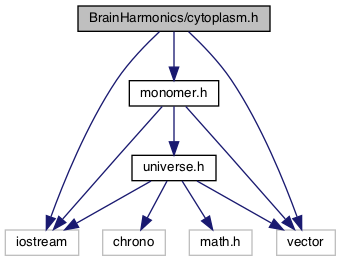 BrainHarmonics/cytoplasm.h
monomer.h
universe.h
iostream
chrono
math.h
vector